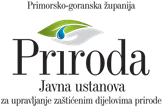 Primorsko-goranska županija
Priroda
Javna ustanova
za upravljanje zaštićenim dijelovima prirode